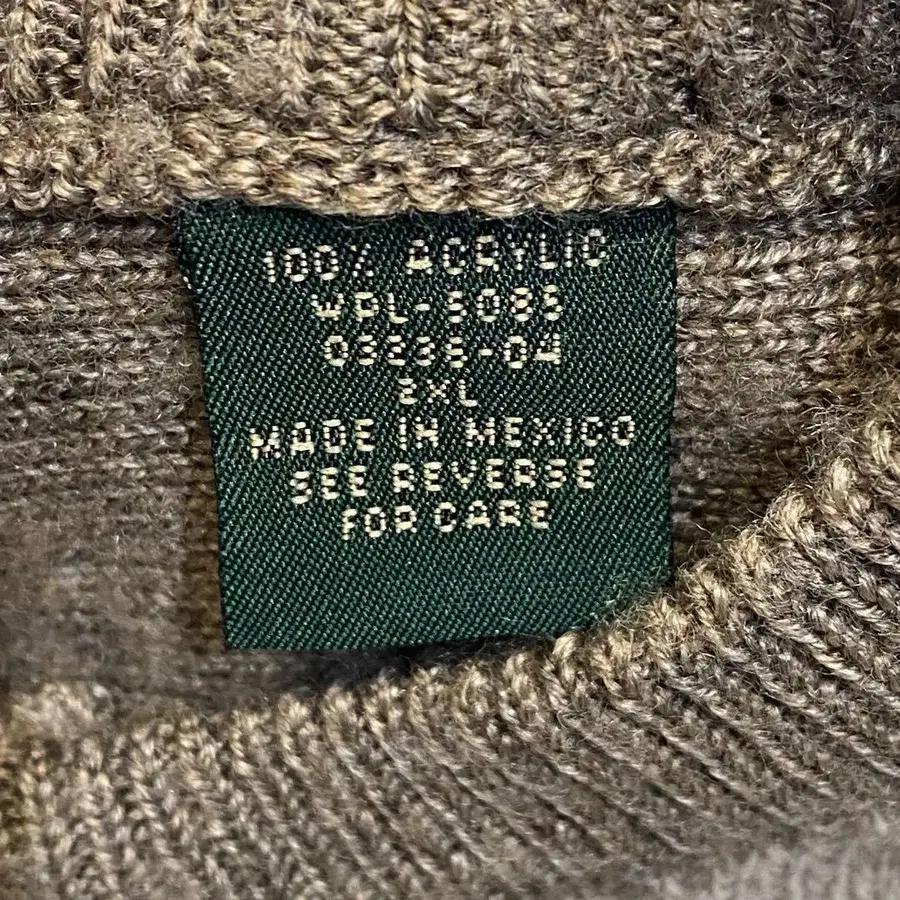 100% ACRYLIC
WPL-5085
03235-04
2XL
MADE IN MEXICO
SEE REVERSE
FOR CARE